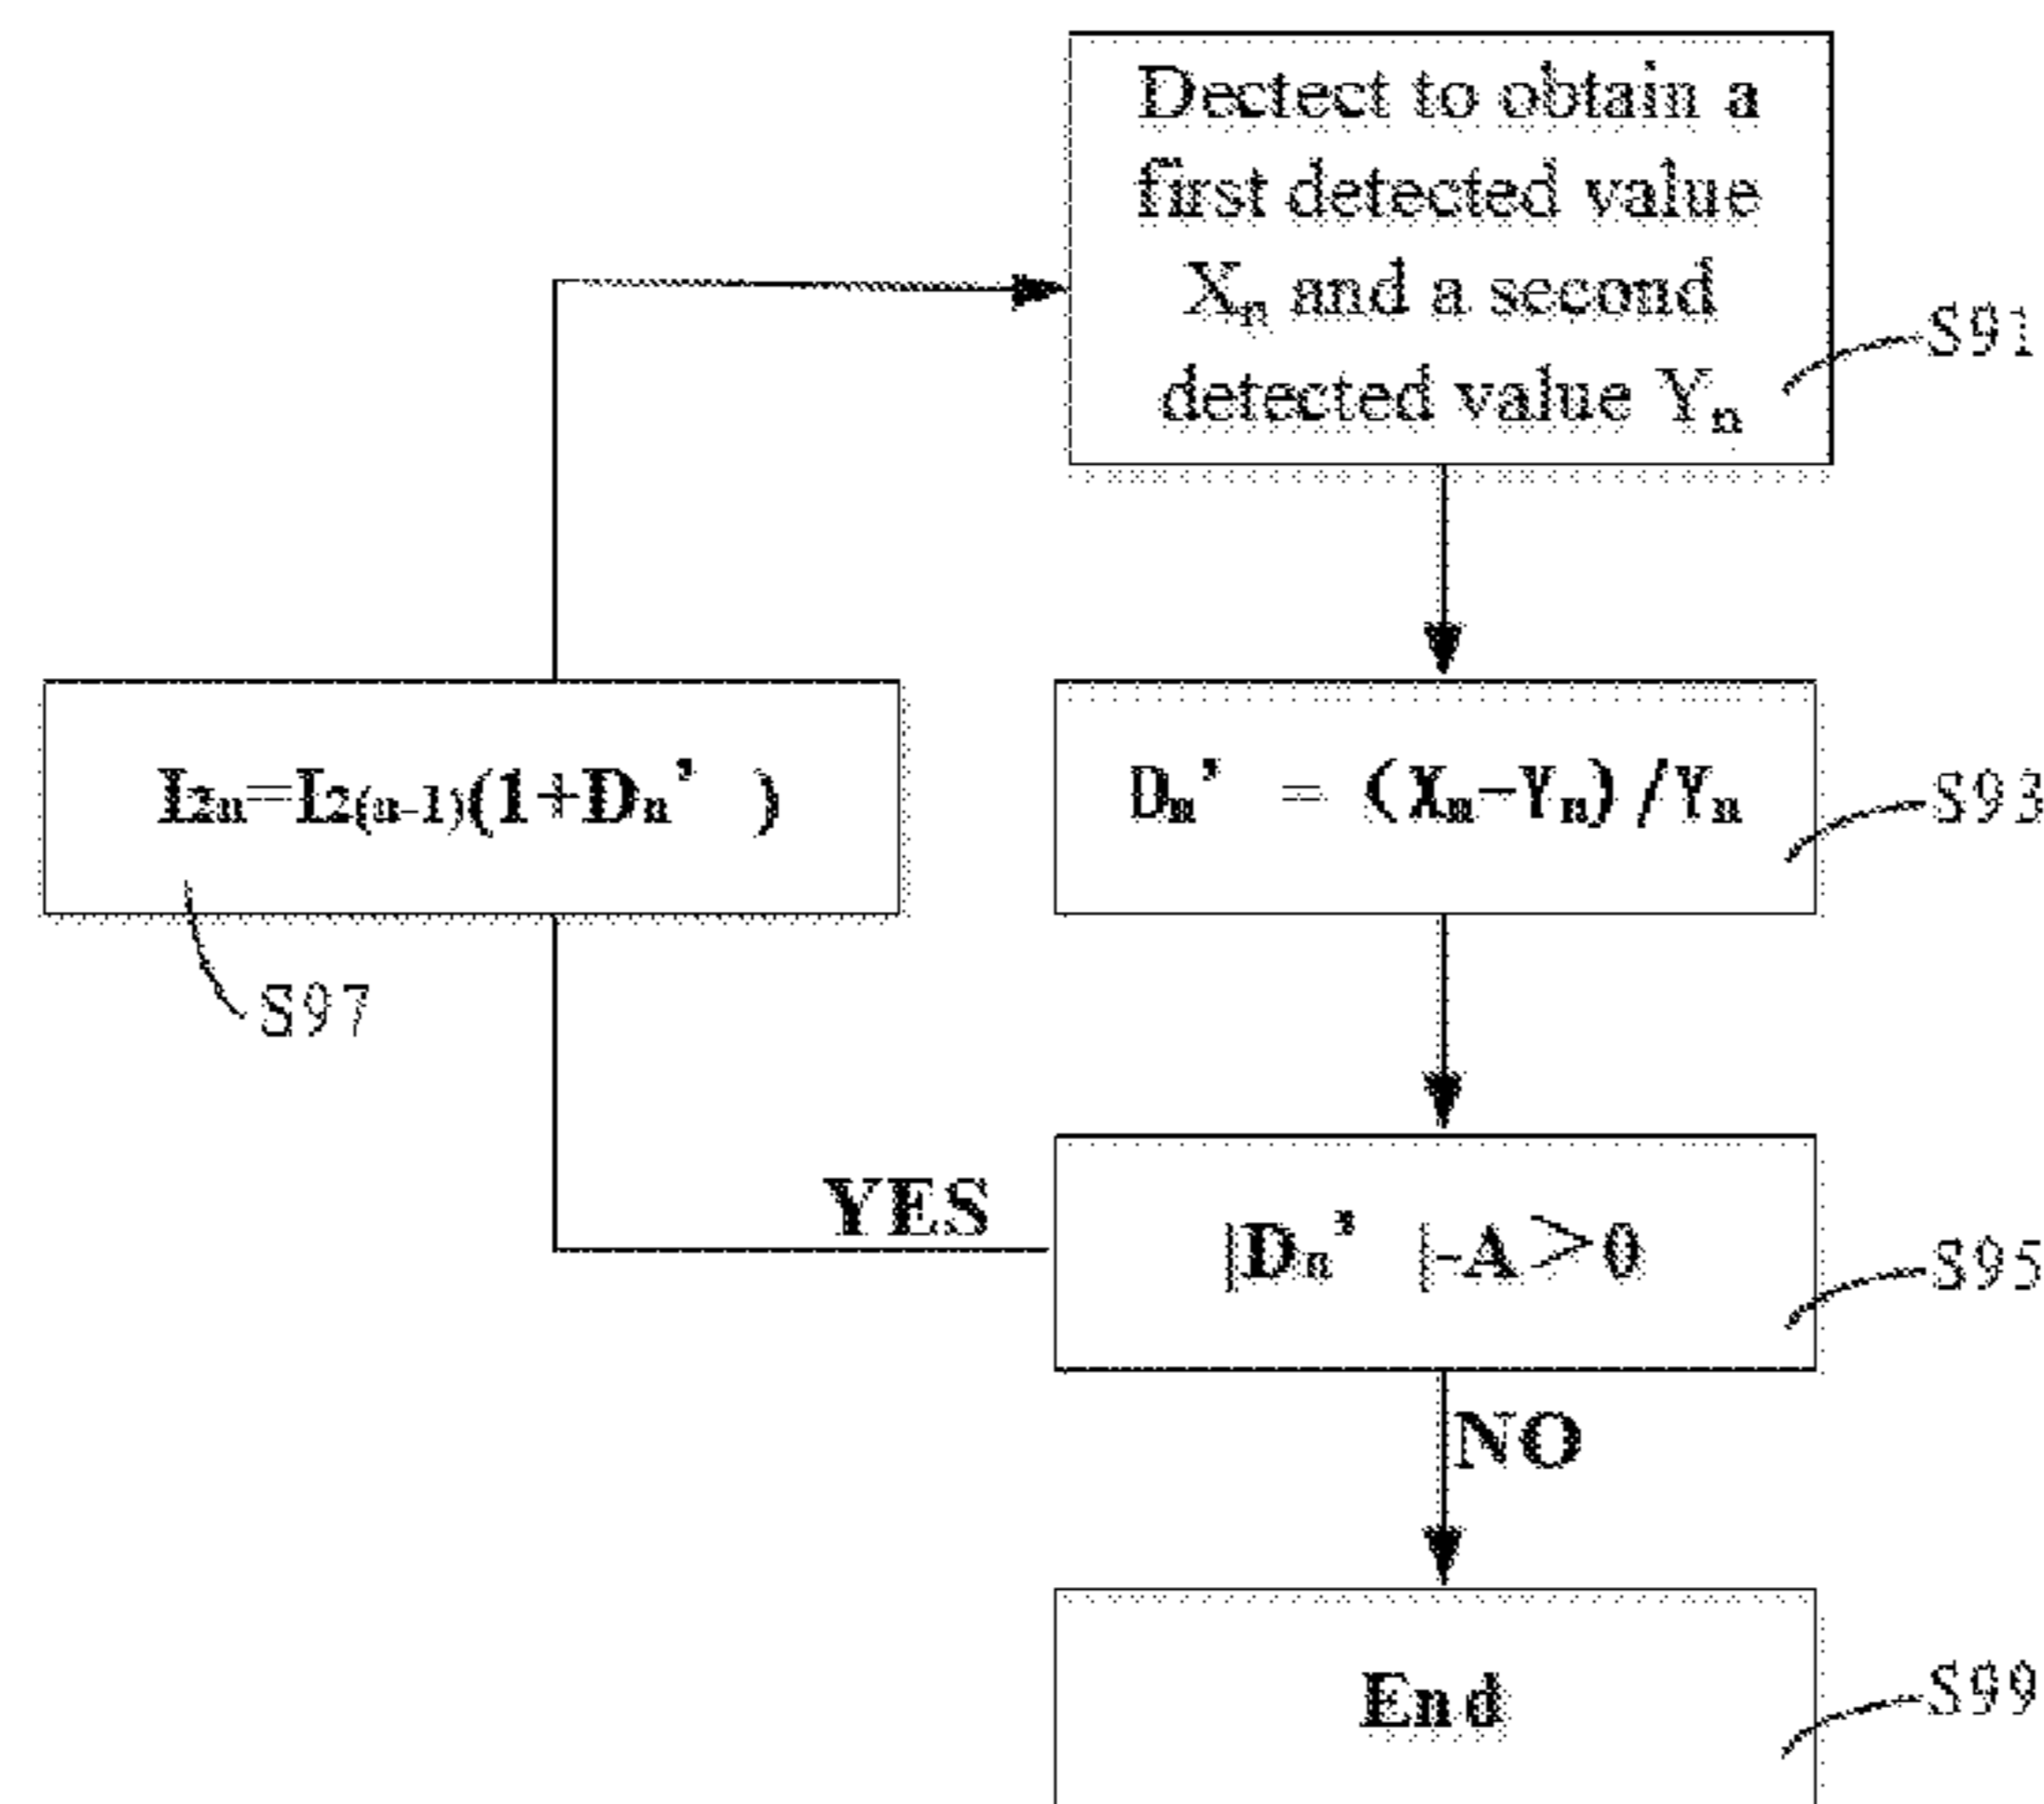 Dectect to obtain a
first detected value
Xn and a second
detected value Yn
S91
I2n=I2(n-1)(1+Dn’ )
S97
Dn’ = (Xn-Yn)/Yn
S93
YES
|Dn’ |-A>0
S95
NO
End
S99